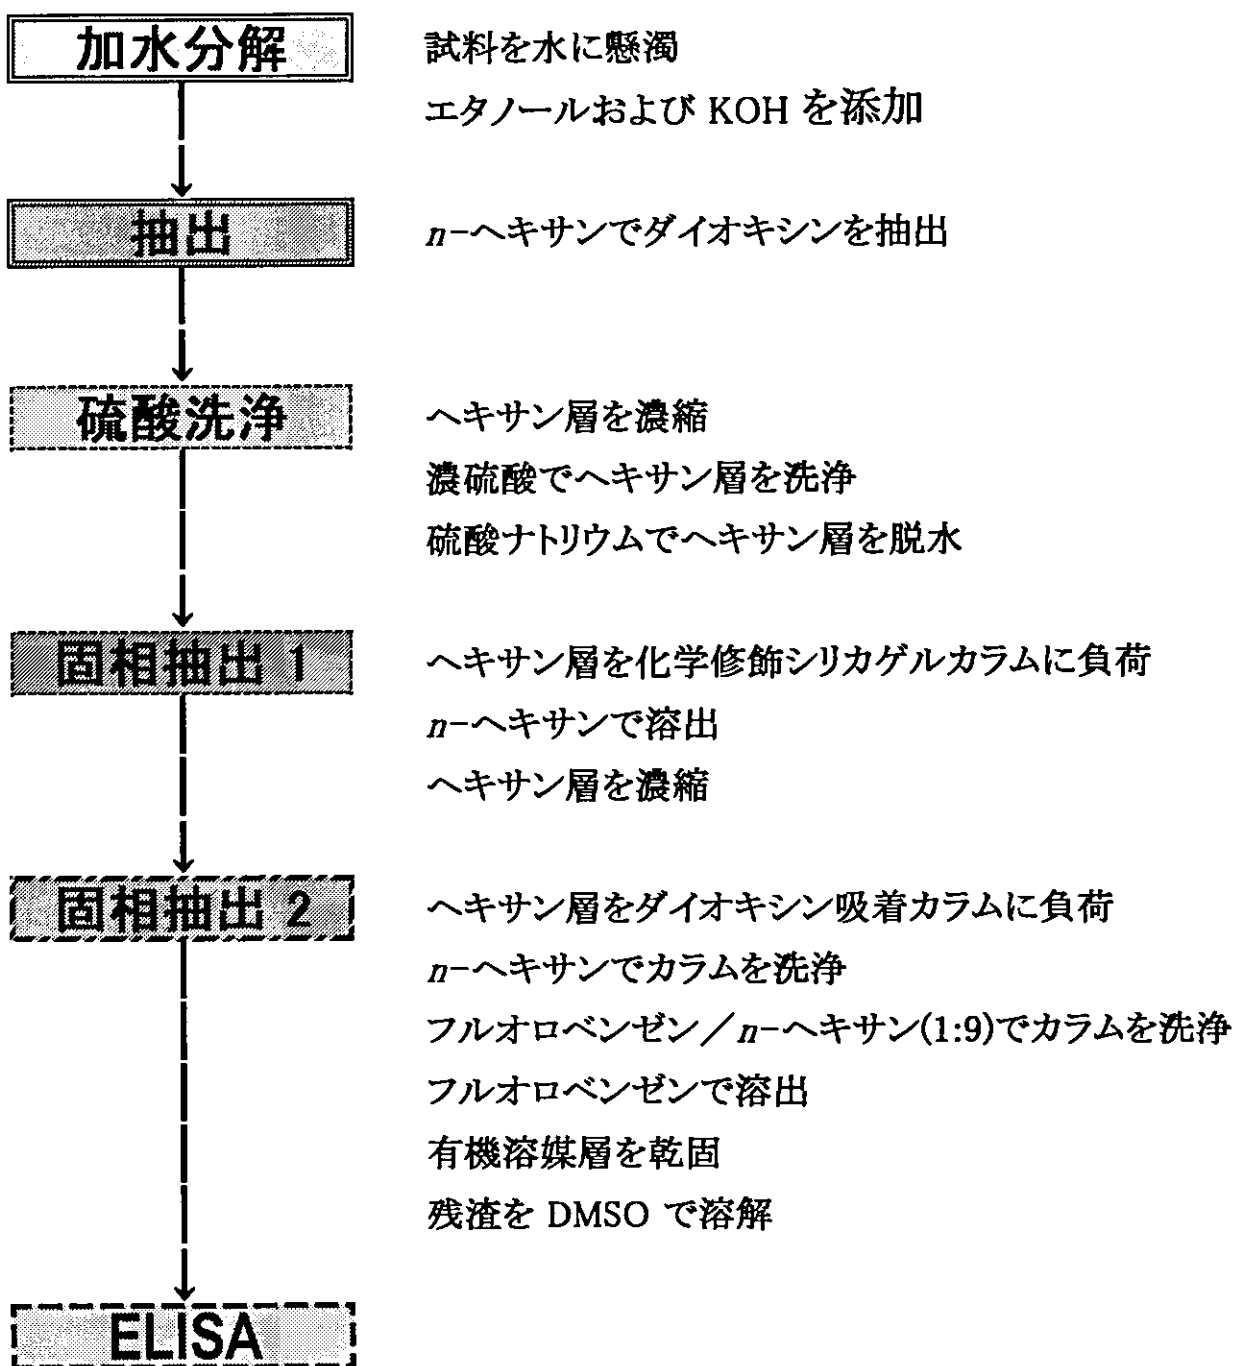 加水分解
試料を水に懸濁
エタノールおよび KOH を添加
抽出
n-ヘキサンでダイオキシンを抽出
硫酸洗浄
ヘキサン層を濃縮
濃硫酸でヘキサン層を洗浄
硫酸ナトリウムでヘキサン層を脱水
固相抽出 1
ヘキサン層を化学修飾シリカゲルカラムに負荷
n-ヘキサンで溶出
ヘキサン層を濃縮
固相抽出 2
ヘキサン層をダイオキシン吸着カラムに負荷
n-ヘキサンでカラムを洗浄
フルオロベンゼン／n-ヘキサン(1:9)でカラムを洗浄
フルオロベンゼンで溶出
有機溶媒層を乾固
残渣を DMSO で溶解
ELISA